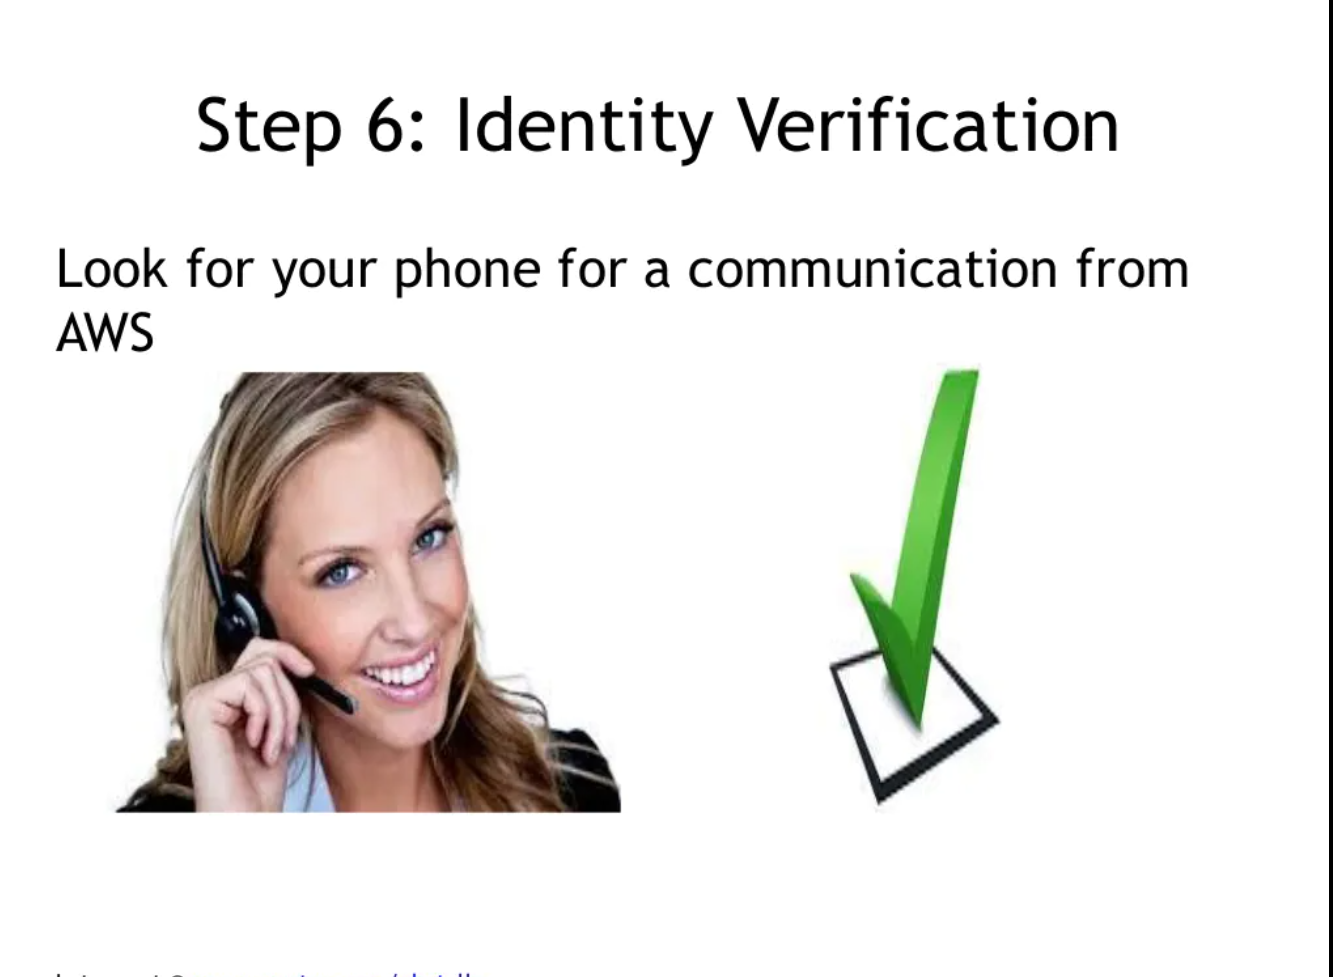 Step 6: Identity Verification
Look for your phone for a communication from
AWS